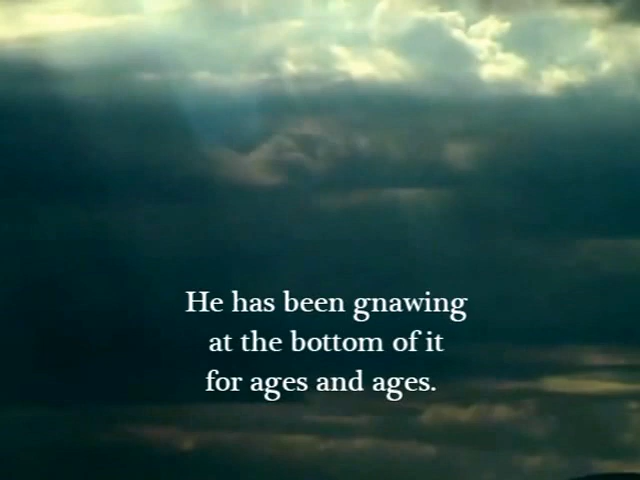 He has been gnawing
at the bottom of it
for ages and ages.